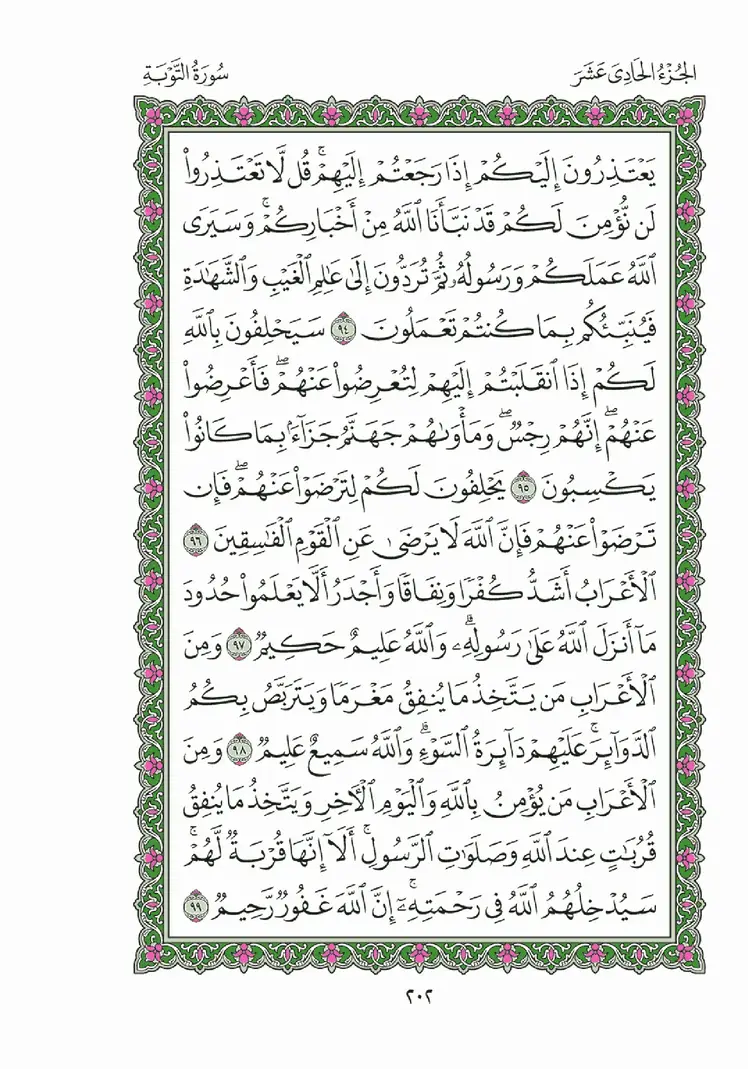 الجُزْءُ الحَادِى عَشَرَ
سُورَةُ التَّوْبَةِ
يَعْتَذِرُونَ إِلَيْكُمْ إِذَا رَجَعْتُمْ إِلَيْهِمْ ۚ قُل لَّا تَعْتَذِرُوا۟
لَن نُّؤْمِنَ لَكُمْ قَدْ نَبَّأَنَا ٱللَّهُ مِنْ أَخْبَارِكُمْ ۚ وَسَيَرَى
ٱللَّهُ عَمَلَكُمْ وَرَسُولُهُۥ ثُمَّ تُرَدُّونَ إِلَىٰ عَٰلِمِ ٱلْغَيْبِ وَٱلشَّهَٰدَةِ
فَيُنَبِّئُكُم بِمَا كُنتُمْ تَعْمَلُونَ ٩٤ سَيَحْلِفُونَ بِٱللَّهِ
لَكُمْ إِذَا ٱنقَلَبْتُمْ إِلَيْهِمْ لِتُعْرِضُوا۟ عَنْهُمْ ۖ فَأَعْرِضُوا۟
عَنْهُمْ ۖ إِنَّهُمْ رِجْسٌ ۖ وَمَأْوَىٰهُمْ جَهَنَّمُ جَزَآءًۢ بِمَا كَانُوا۟
يَكْسِبُونَ ٩٥ يَحْلِفُونَ لَكُمْ لِتَرْضَوْا۟ عَنْهُمْ ۖ فَإِن
تَرْضَوْا۟ عَنْهُمْ فَإِنَّ ٱللَّهَ لَا يَرْضَىٰ عَنِ ٱلْقَوْمِ ٱلْفَٰسِقِينَ ٩٦
ٱلْأَعْرَابُ أَشَدُّ كُفْرًا وَنِفَاقًا وَأَجْدَرُ أَلَّا يَعْلَمُوا۟ حُدُودَ
مَآ أَنزَلَ ٱللَّهُ عَلَىٰ رَسُولِهِۦ ۗ وَٱللَّهُ عَلِيمٌ حَكِيمٌ ٩٧ وَمِنَ
ٱلْأَعْرَابِ مَن يَتَّخِذُ مَا يُنفِقُ مَغْرَمًا وَيَتَرَبَّصُ بِكُمُ
ٱلدَّوَآئِرَ ۚ عَلَيْهِمْ دَآئِرَةُ ٱلسَّوْءِ ۗ وَٱللَّهُ سَمِيعٌ عَلِيمٌ ٩٨ وَمِنَ
ٱلْأَعْرَابِ مَن يُؤْمِنُ بِٱللَّهِ وَٱلْيَوْمِ ٱلْءَاخِرِ وَيَتَّخِذُ مَا يُنفِقُ
قُرُبَٰتٍ عِندَ ٱللَّهِ وَصَلَوَٰتِ ٱلرَّسُولِ ۚ أَلَآ إِنَّهَا قُرْبَةٌ لَّهُمْ ۚ
سَيُدْخِلُهُمُ ٱللَّهُ فِى رَحْمَتِهِۦٓ ۚ إِنَّ ٱللَّهَ غَفُورٌ رَّحِيمٌ ٩٩
٢٠٢